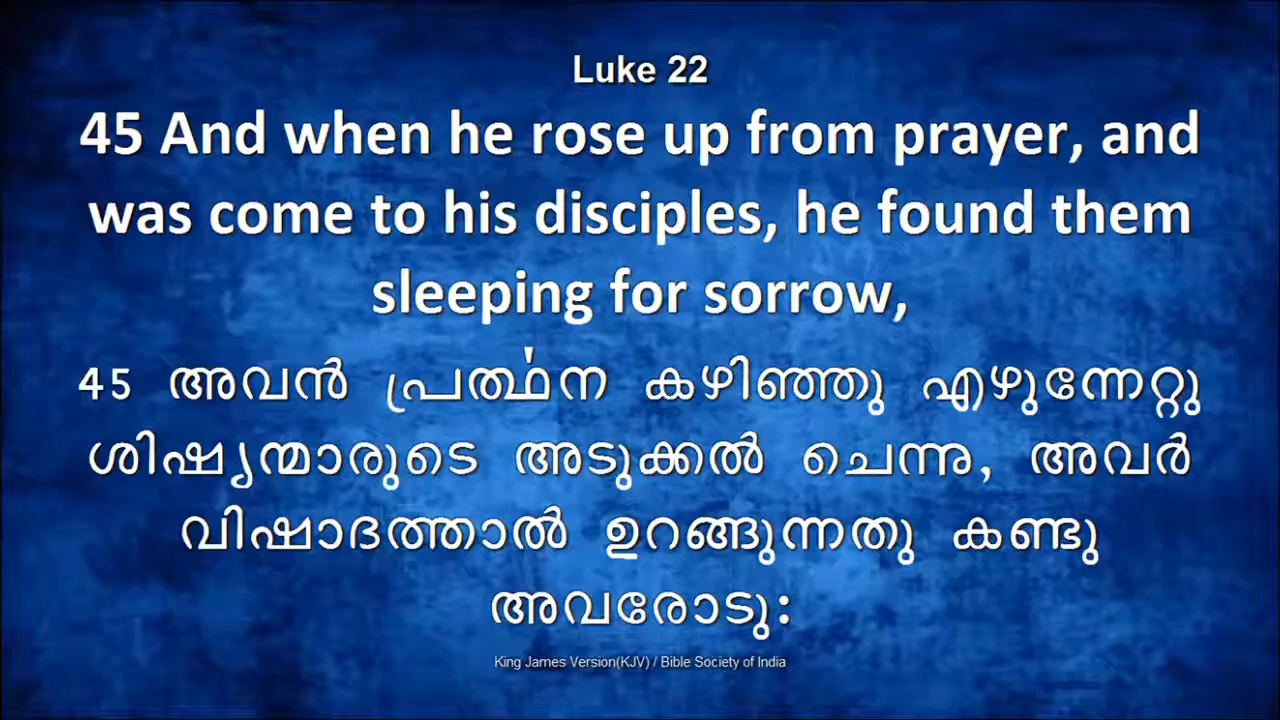 Luke 22
45 And when he rose up from prayer, and
was come to his disciples, he found them
sleeping for sorrow,
45 അവൻ പ്രത്ഥൎന കഴിഞ്ഞു എഴുന്നേറ്റു
ശിഷ്യന്മാരുടെ അടുക്കൽ ചെന്നു, അവർ
വിഷാദത്താൽ ഉറങ്ങുന്നതു കണ്ടു
അവരോടു:
King James Version(KJV) / Bible Society of India